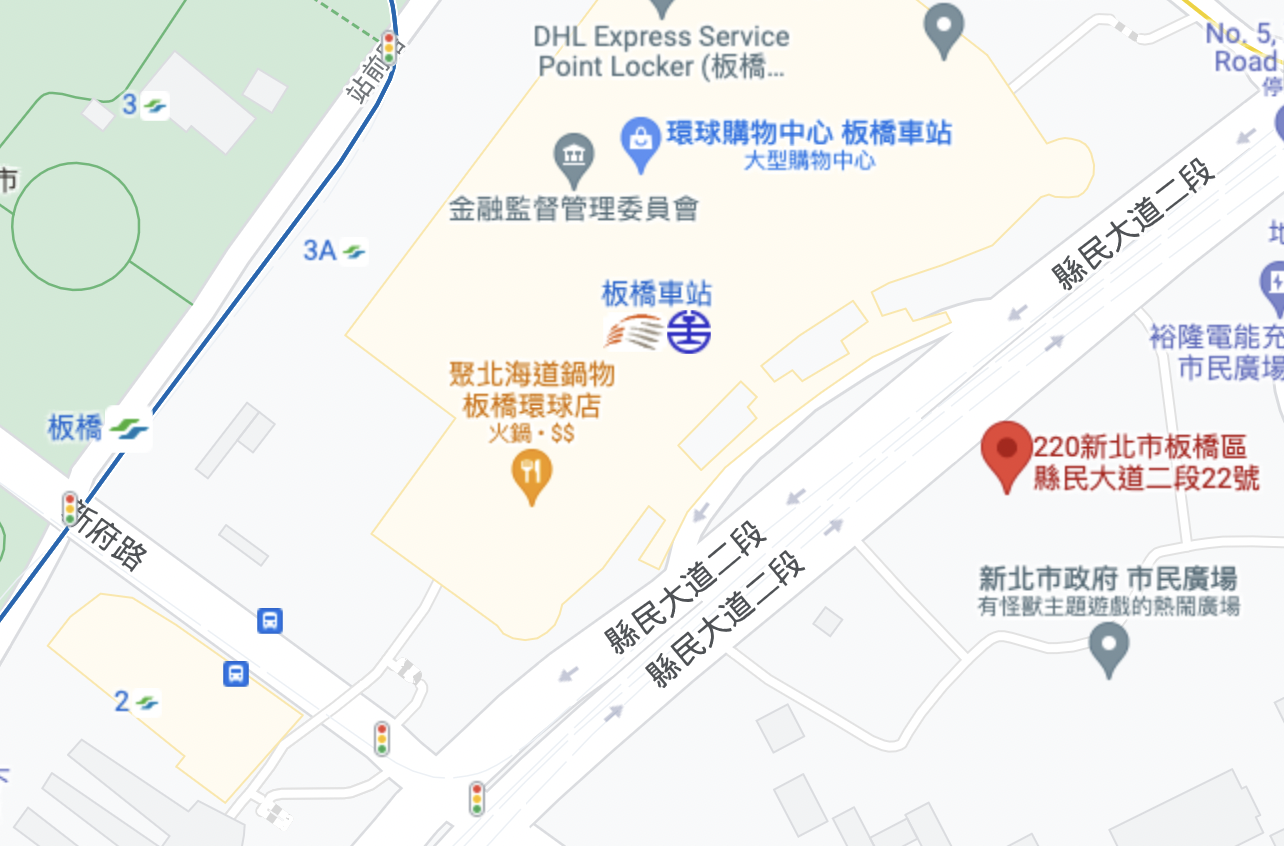 DHL Express Service
Point Locker (板橋...
No. 5,
Road
停
站前路
3
環球購物中心 板橋車站
大型購物中心
市
金融監督管理委員會
縣民大道二段
3A
地
板橋車站
裕隆電能充
市民廣場
聚北海道鍋物
板橋環球店
火鍋・$$
板橋
220新北市板橋區
縣民大道二段22號
新府路
縣民大道二段
縣民大道二段
新北市政府 市民廣場
有怪獸主題遊戲的熱鬧廣場
2